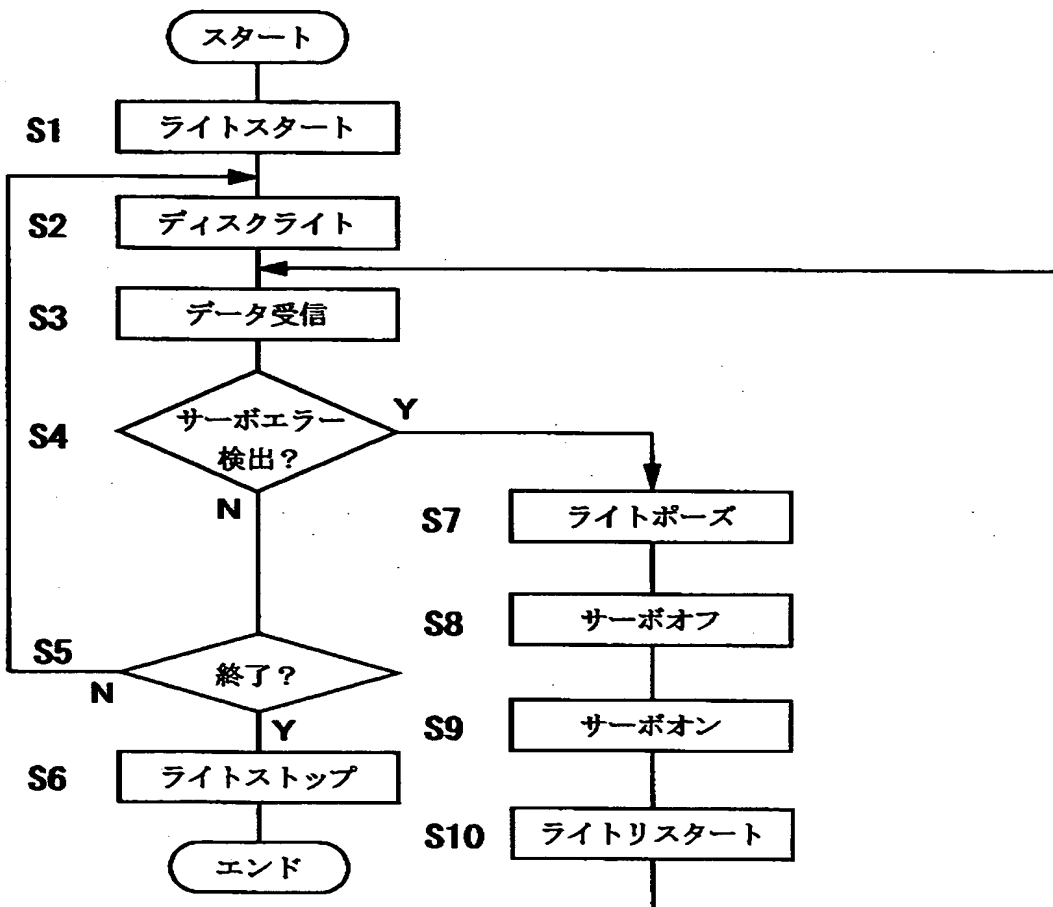 スタート
S1
ライトスタート
S2
ディスクライト
S3
データ受信
S4
サーボエラー
検出?
Y
N
S5
終了?
N
Y
S6
ライトストップ
エンド
S7
ライトポーズ
S8
サーボオフ
S9
サーボオン
S10
ライトリスタート